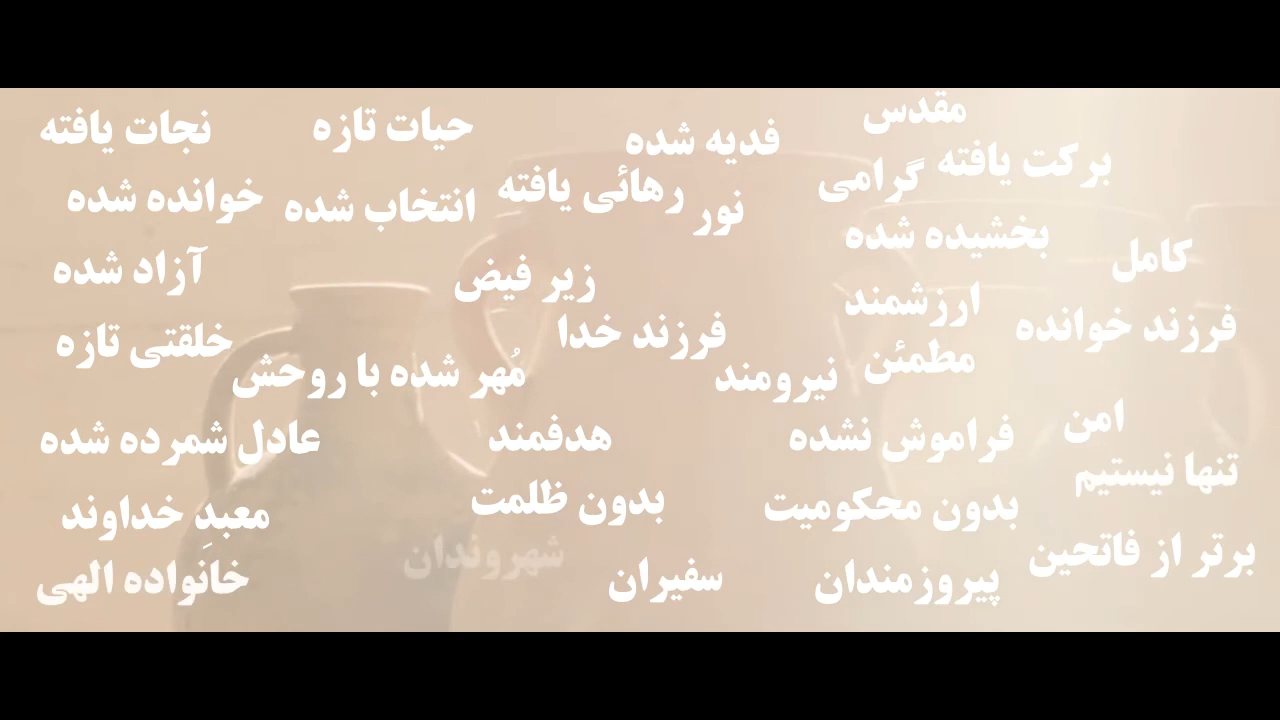 مقدس
حیات تازه
نجات یافته
فدیه شده
برکت یافته
گرامی
رهائی یافته
خوانده شده
انتخاب شده
نور
بخشیده شده
کامل
آزاد شده
زیر فیض
ارزشمند
فرزند خوانده
فرزند خدا
خلقتی تازه
مطمئن
نیرومند
مُهر شده با روحش
امن
فراموش نشده
هدفمند
عادل شمرده شده
تنها نیستیم
بدون محکومیت
بدون ظلمت
معبدِ خداوند
برتر از فاتحین
شهروندان
پیروزمندان
سفیران
خانواده الهی